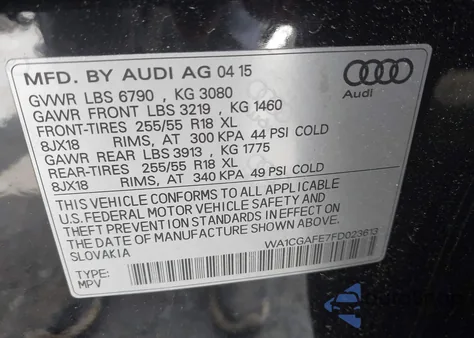 MFD. BY AUDI AG 04 15
GVWR LBS 6790 , KG 3080
GAWR FRONT LBS 3219 , KG 1460
FRONT-TIRES 255/55 R18 XL
8JX18 RIMS, AT 300 KPA 44 PSI COLD
GAWR REAR LBS 3913 , KG 1775
REAR-TIRES 255/55 R18 XL
8JX18 RIMS, AT 340 KPA 49 PSI COLD
Audi
THIS VEHICLE CONFORMS TO ALL APPLICABLE
U.S. FEDERAL MOTOR VEHICLE SAFETY AND
THEFT PREVENTION STANDARDS IN EFFECT ON
THE DATE OF MANUFACTURE SHOWN ABOVE.
SLOVAKIA
WA1CGAFE7FD023613
TYPE:
MPV